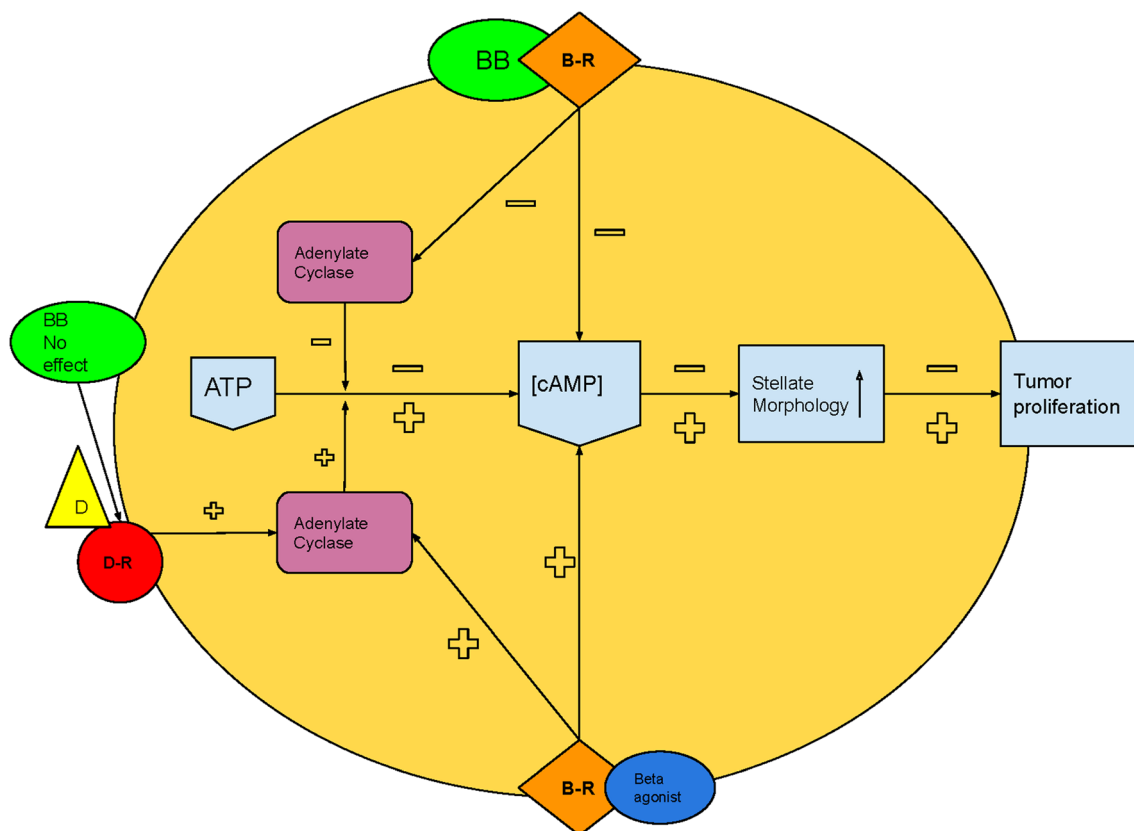 BB
B-R
Adenylate
Cyclase
BB
No
effect
ATP
[cAMP]
Stellate
Morphology
Tumor
proliferation
D
Adenylate
Cyclase
D-R
B-R
Beta
agonist